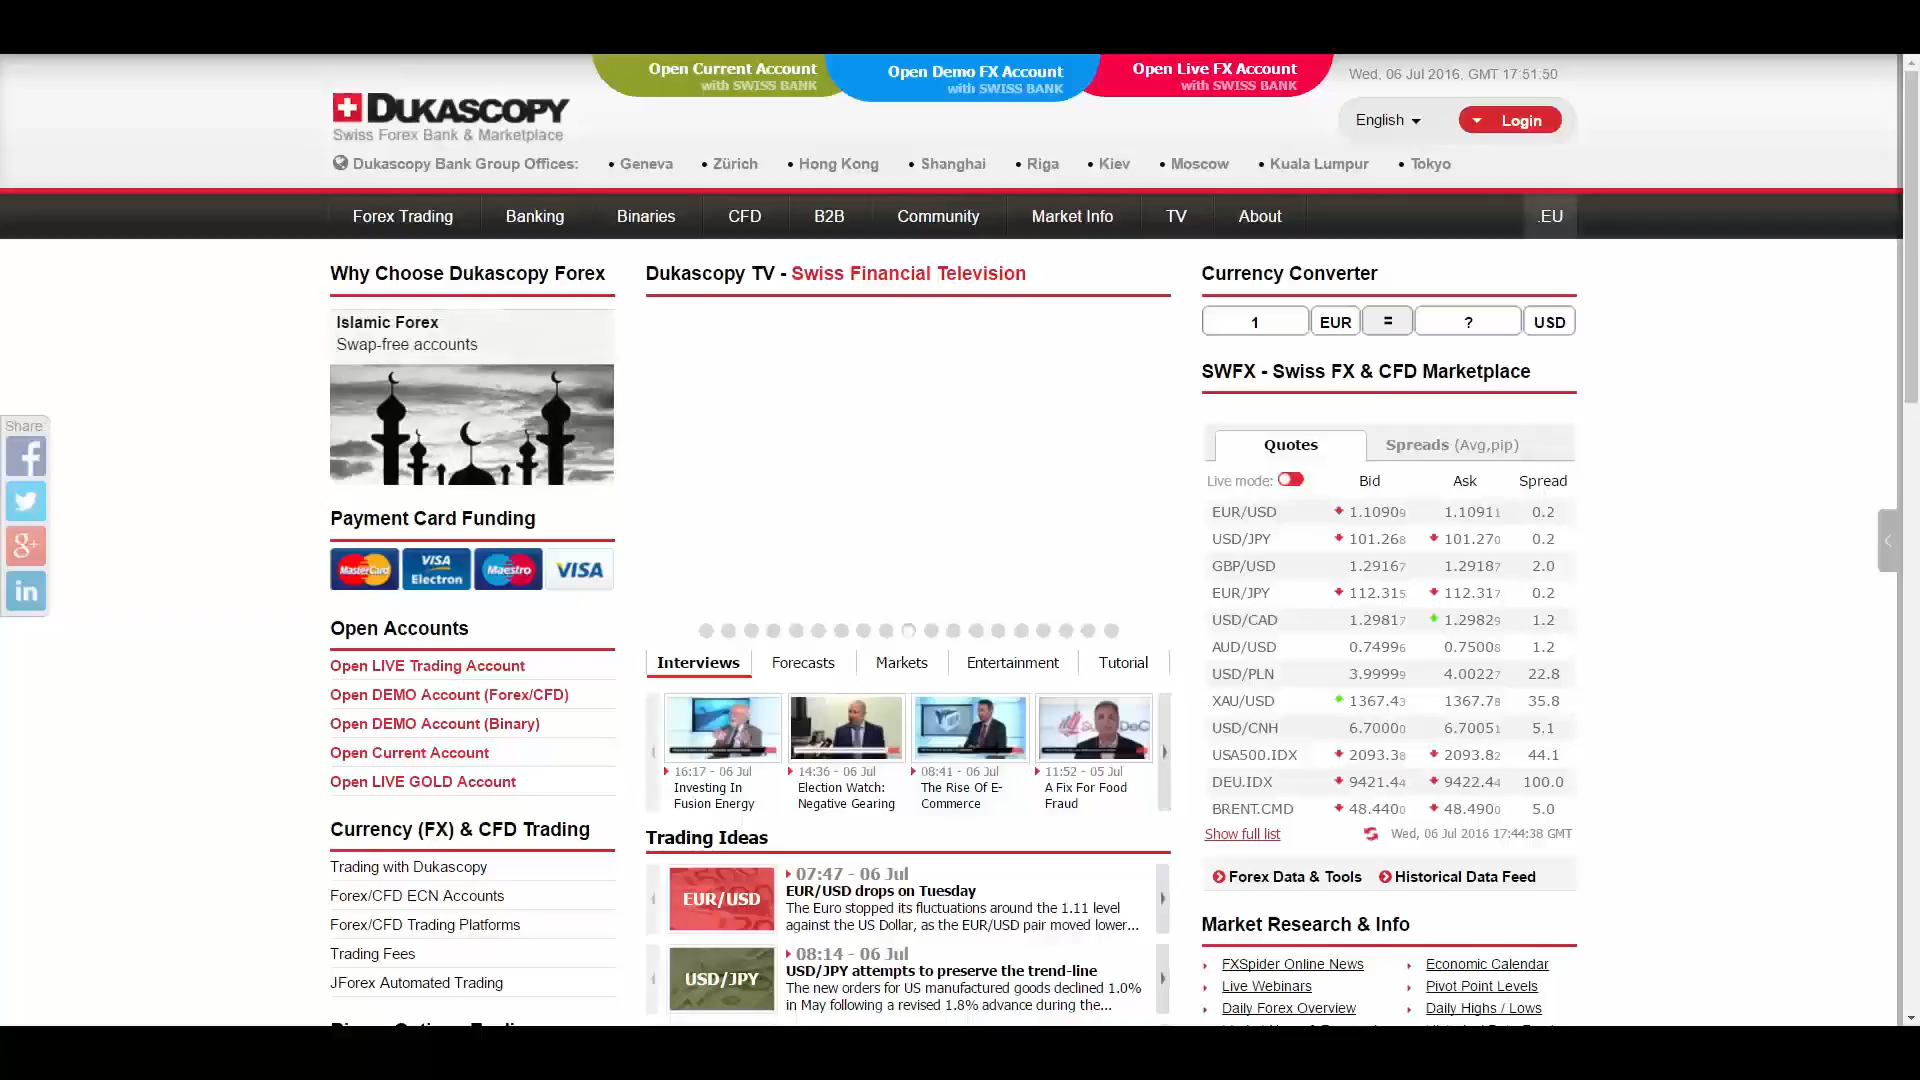 Open Current Account
with SWISS BANK
Open Demo FX Account
with SWISS BANK
Open Live FX Account
with SWISS BANK
Wed, 06 Jul 2016, GMT 17:51:50
DUKASCOPY
Swiss Forex Bank & Marketplace
English
Login
Dukascopy Bank Group Offices: • Geneva • Zürich • Hong Kong • Shanghai • Riga • Kiev • Moscow • Kuala Lumpur • Tokyo
Forex Trading Banking Binaries CFD B2B Community Market Info TV About .EU
Share:
Why Choose Dukascopy Forex
Islamic Forex
Swap-free accounts
Payment Card Funding
MasterCard VISA Electron Maestro VISA
Open Accounts
Open LIVE Trading Account
Open DEMO Account (Forex/CFD)
Open DEMO Account (Binary)
Open Current Account
Open LIVE GOLD Account
Currency (FX) & CFD Trading
Trading with Dukascopy
Forex/CFD ECN Accounts
Forex/CFD Trading Platforms
Trading Fees
JForex Automated Trading
Dukascopy TV - Swiss Financial Television
Interviews Forecasts Markets Entertainment Tutorial
16:17 - 06 Jul
Investing In
Fusion Energy
14:36 - 06 Jul
Election Watch:
Negative Gearing
08:41 - 06 Jul
The Rise Of E-
Commerce
11:52 - 05 Jul
A Fix For Food
Fraud
Trading Ideas
EUR/USD
07:47 - 06 Jul
EUR/USD drops on Tuesday
The Euro stopped its fluctuations around the 1.11 level
against the US Dollar, as the EUR/USD pair moved lower...
USD/JPY
08:14 - 06 Jul
USD/JPY attempts to preserve the trend-line
The new orders for US manufactured goods declined 1.0%
in May following a revised 1.8% advance during the...
Currency Converter
1 EUR = ? USD
SWFX - Swiss FX & CFD Marketplace
Quotes Spreads (Avg,pip)
Live mode: Bid Ask Spread
EUR/USD 1.10909 1.10911 0.2
USD/JPY 101.268 101.270 0.2
GBP/USD 1.29167 1.29187 2.0
EUR/JPY 112.315 112.317 0.2
USD/CAD 1.29817 1.29829 1.2
AUD/USD 0.74996 0.75008 1.2
USD/PLN 3.99999 4.00227 22.8
XAU/USD 1367.43 1367.78 35.8
USD/CNH 6.70000 6.70051 5.1
USA500.IDX 2093.38 2093.82 44.1
DEU.IDX 9421.44 9422.44 100.0
BRENT.CMD 48.4400 48.4900 5.0
Show full list Wed, 06 Jul 2016 17:44:38 GMT
Forex Data & Tools Historical Data Feed
Market Research & Info
FXSpider Online News Economic Calendar
Live Webinars Pivot Point Levels
Daily Forex Overview Daily Highs / Lows